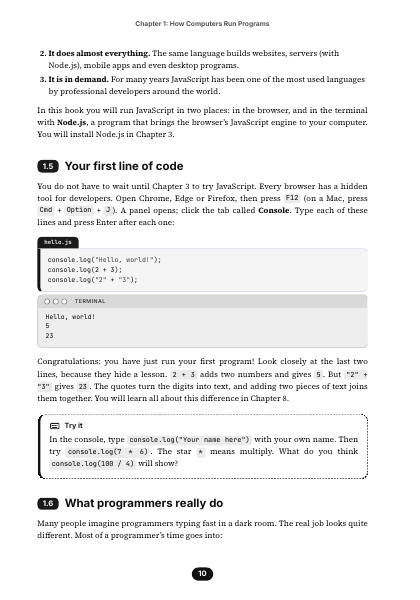 Chapter 1: How Computers Run Programs
2. It does almost everything. The same language builds websites, servers (with
Node.js), mobile apps and even desktop programs.
3. It is in demand. For many years JavaScript has been one of the most used languages
by professional developers around the world.
In this book you will run JavaScript in two places: in the browser, and in the terminal
with Node.js, a program that brings the browser's JavaScript engine to your computer.
You will install Node.js in Chapter 3.
1.5 Your first line of code
You do not have to wait until Chapter 3 to try JavaScript. Every browser has a hidden
tool for developers. Open Chrome, Edge or Firefox, then press F12 (on a Mac, press
Cmd + Option + J). A panel opens; click the tab called Console. Type each of these
lines and press Enter after each one:
hello.js
console.log("Hello, world!");
console.log(2 + 3);
console.log("2" + "3");
TERMINAL
Hello, world!
5
23
Congratulations: you have just run your first program! Look closely at the last two
lines, because they hide a lesson. 2 + 3 adds two numbers and gives 5. But "2" +
"3" gives 23. The quotes turn the digits into text, and adding two pieces of text joins
them together. You will learn all about this difference in Chapter 8.
Try it
In the console, type console.log("Your name here") with your own name. Then
try console.log(7 * 6). The star * means multiply. What do you think
console.log(100 / 4) will show?
1.6 What programmers really do
Many people imagine programmers typing fast in a dark room. The real job looks quite
different. Most of a programmer's time goes into:
10